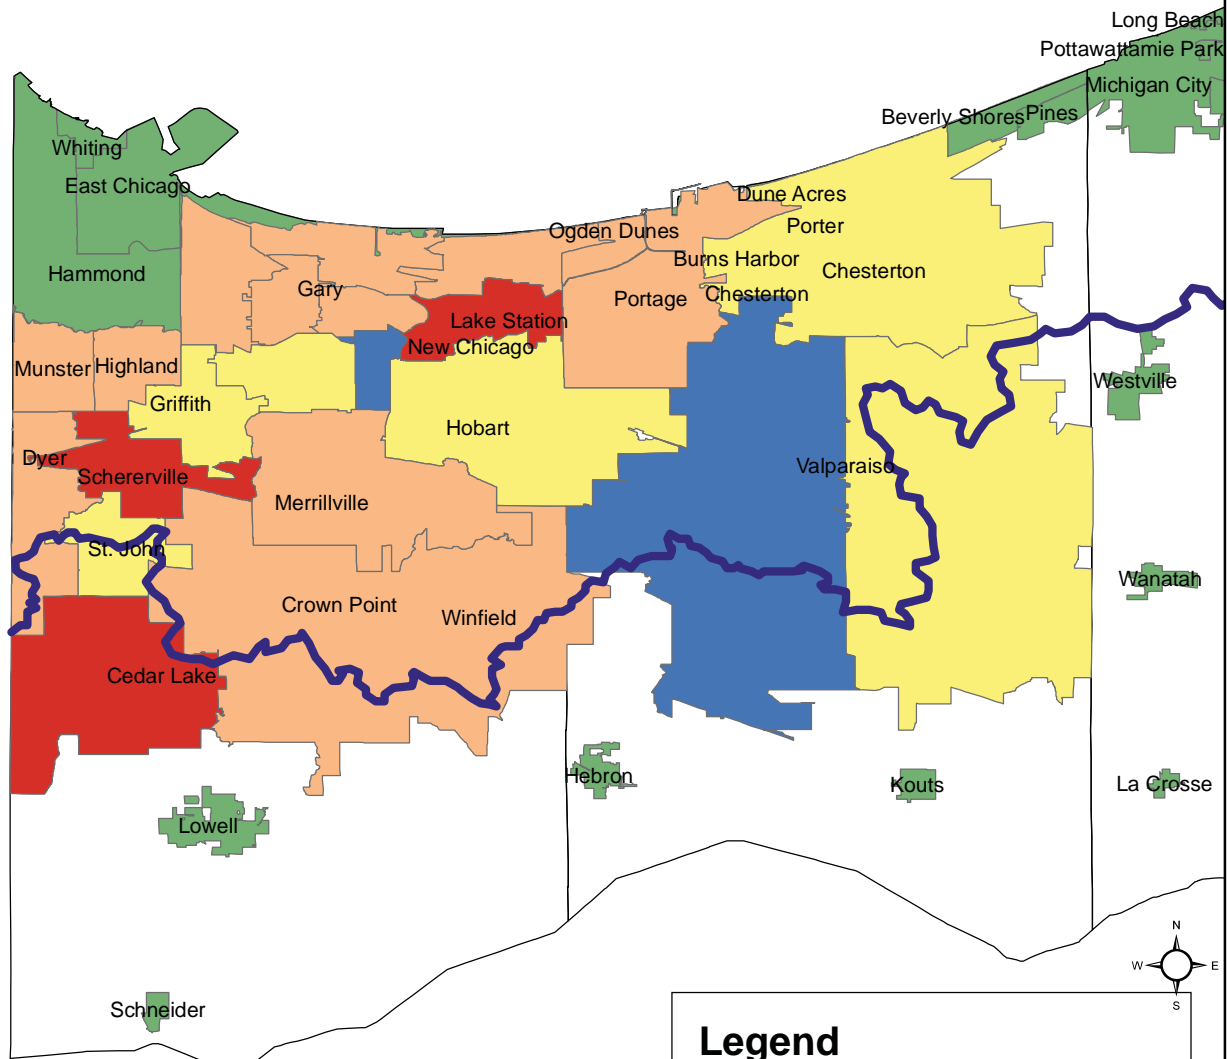 Long Beach
Pottawattamie Park
Michigan City
Beverly Shores
Pines
Whiting
East Chicago
Dune Acres
Ogden Dunes
Porter
Burns Harbor
Chesterton
Hammond
Gary
Portage
Chesterton
Lake Station
New Chicago
Munster
Highland
Westville
Griffith
Hobart
Dyer
Schererville
Valparaiso
Merrillville
St. John
Wanatah
Crown Point
Winfield
Cedar Lake
Hebron
Kouts
La Crosse
Lowell
N
W
E
S
Schneider
Legend